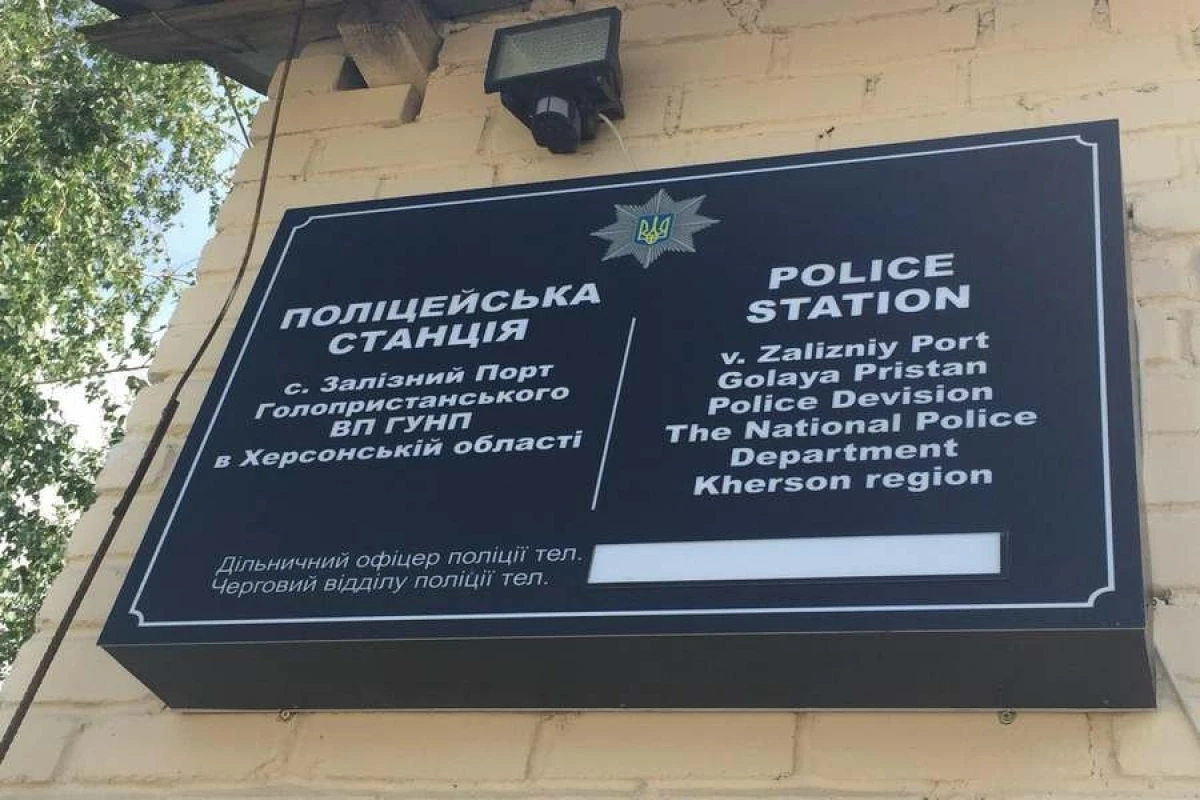 ПОЛІЦЕЙСЬКА
СТАНЦІЯ
с. Залізний Порт
Голопристанського
ВП ГУНП
в Херсонській області
POLICE
STATION
v. Zalizniy Port
Golaya Pristan
Police Devision
The National Police
Department
Kherson region
Дільничний офіцер поліції тел.
Черговий відділу поліції тел.